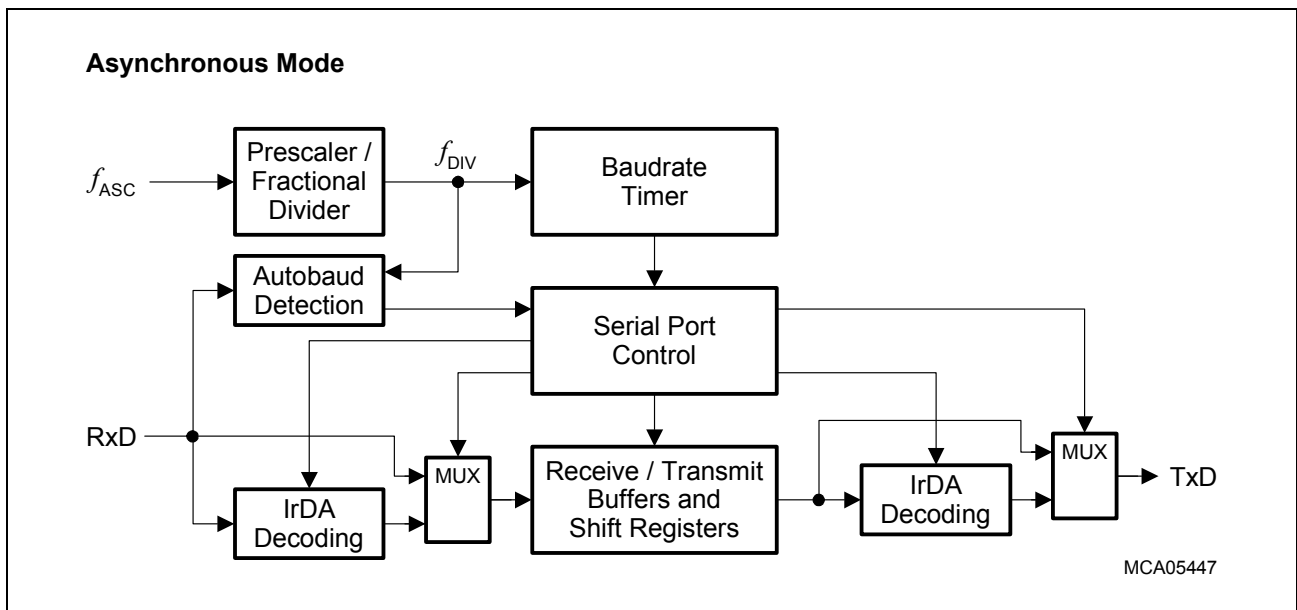 Asynchronous Mode
Prescaler /
Fractional
Divider
fASC
fDIV
Baudrate
Timer
Autobaud
Detection
Serial Port
Control
RxD
IrDA
Decoding
MUX
Receive / Transmit
Buffers and
Shift Registers
IrDA
Decoding
MUX
TxD
MCA05447